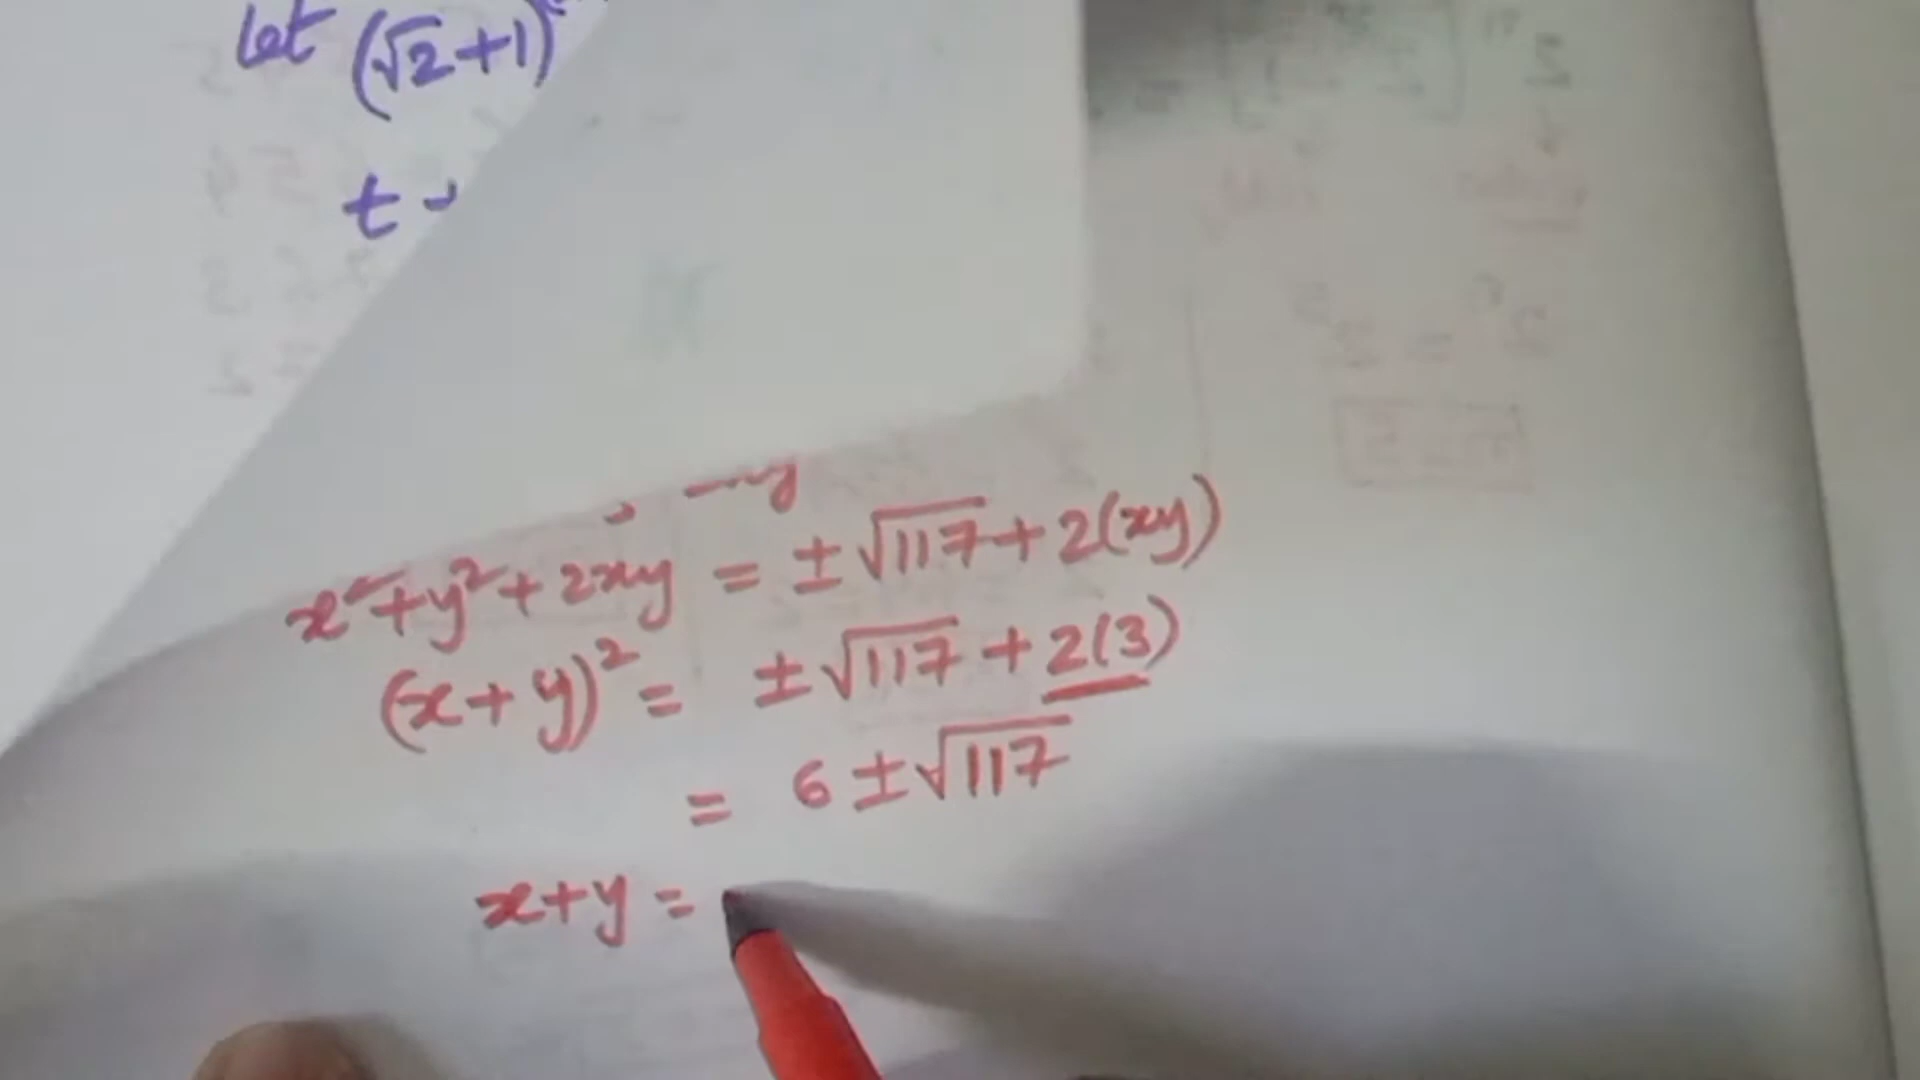 Let (√2+1)
t
x²+y²+2xy = ±√117+2(xy)
(x+y)² = ±√117+2(3)
= 6±√117
x+y =